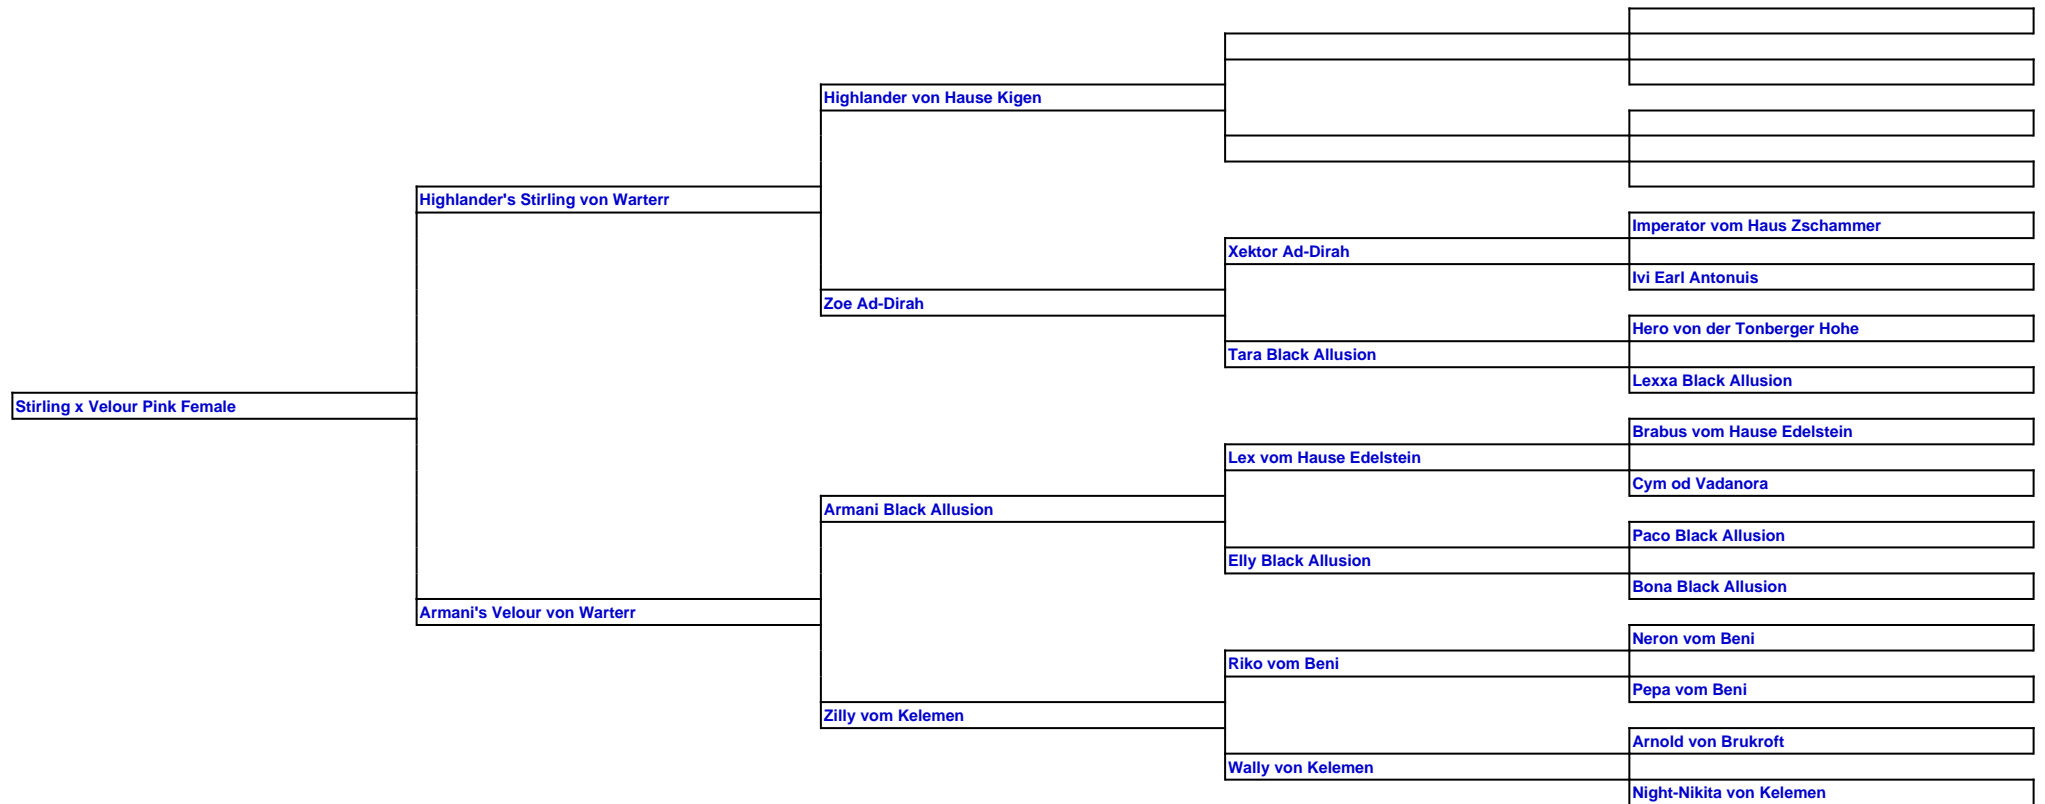 Highlander von Hause Kigen
Highlander's Stirling von Warterr
Imperator vom Haus Zschammer
Xektor Ad-Dirah
Ivi Earl Antonuis
Zoe Ad-Dirah
Hero von der Tonberger Hohe
Tara Black Allusion
Lexxa Black Allusion
Stirling x Velour Pink Female
Brabus vom Hause Edelstein
Lex vom Hause Edelstein
Cym od Vadanora
Armani Black Allusion
Paco Black Allusion
Elly Black Allusion
Bona Black Allusion
Armani's Velour von Warterr
Neron vom Beni
Riko vom Beni
Pepa vom Beni
Zilly vom Kelemen
Arnold von Brukroft
Wally von Kelemen
Night-Nikita von Kelemen